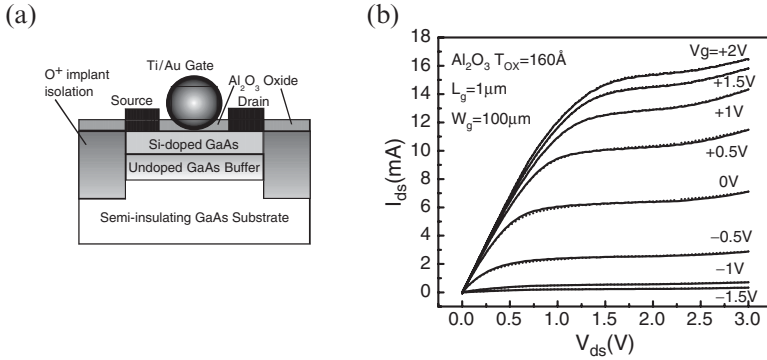 (a)
O+ implant
isolation
Ti/Au Gate
Al2O3 Oxide
Source
Drain
Si-doped GaAs
Undoped GaAs Buffer
Semi-insulating GaAs Substrate
(b)
18
16
14
12
10
8
6
4
2
0
Ids(mA)
Al2O3 TOX=160Å
Lg=1μm
Wg=100μm
Vg=+2V
+1.5V
+1V
+0.5V
0V
−0.5V
−1V
−1.5V
0.0 0.5 1.0 1.5 2.0 2.5 3.0
Vds(V)